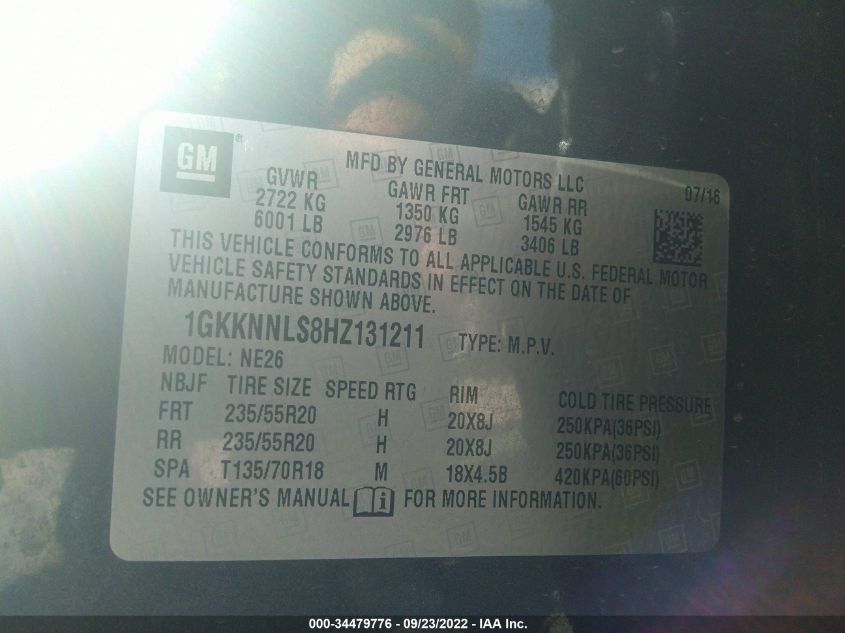 GM ®
MFD BY GENERAL MOTORS LLC 07/16
GVWR GAWR FRT GAWR RR
2722 KG 1350 KG 1545 KG
6001 LB 2976 LB 3406 LB
THIS VEHICLE CONFORMS TO ALL APPLICABLE U.S. FEDERAL MOTOR
VEHICLE SAFETY STANDARDS IN EFFECT ON THE DATE OF
MANUFACTURE SHOWN ABOVE.
1GKKNNLS8HZ131211 TYPE: M.P.V.
MODEL: NE26
NBJF TIRE SIZE SPEED RTG RIM COLD TIRE PRESSURE
FRT 235/55R20 H 20X8J 250KPA(36PSI)
RR 235/55R20 H 20X8J 250KPA(36PSI)
SPA T135/70R18 M 18X4.5B 420KPA(60PSI)
SEE OWNER'S MANUAL i FOR MORE INFORMATION.
000-34479776 - 09/23/2022 - IAA Inc.